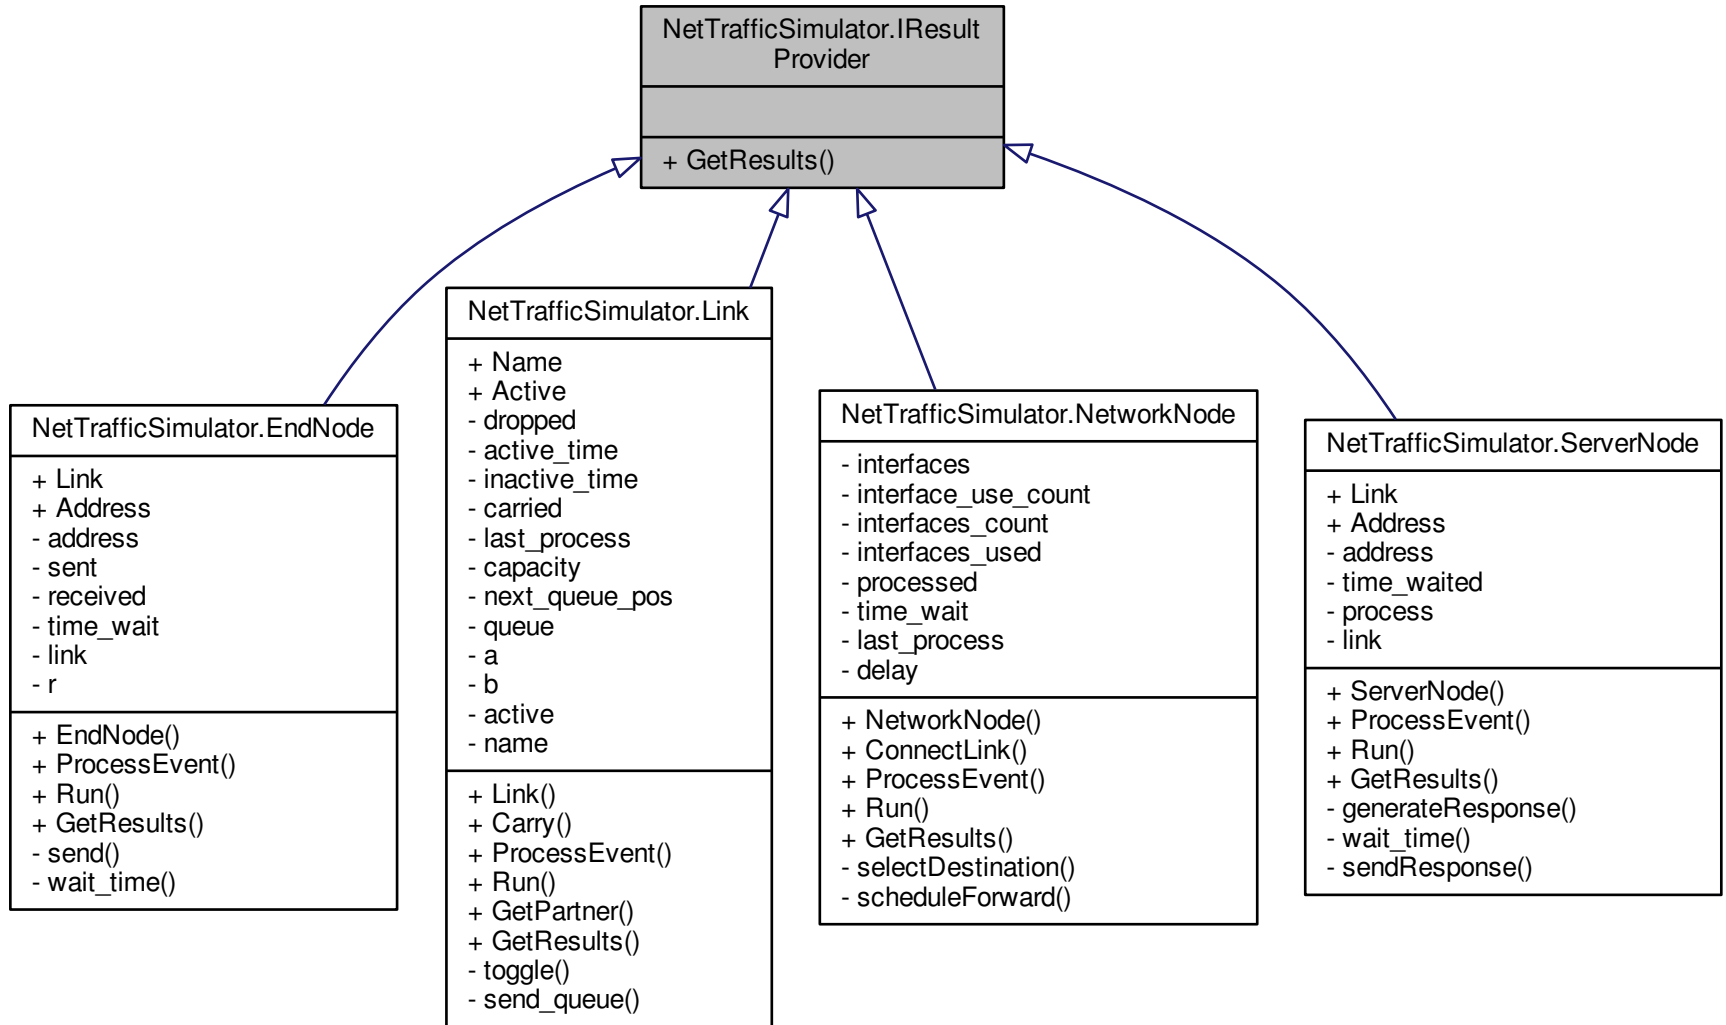 NetTrafficSimulator.IResult
Provider
+ GetResults()
NetTrafficSimulator.EndNode
+ Link
+ Address
- address
- sent
- received
- time_wait
- link
- r
+ EndNode()
+ ProcessEvent()
+ Run()
+ GetResults()
- send()
- wait_time()
NetTrafficSimulator.Link
+ Name
+ Active
- dropped
- active_time
- inactive_time
- carried
- last_process
- capacity
- next_queue_pos
- queue
- a
- b
- active
- name
+ Link()
+ Carry()
+ ProcessEvent()
+ Run()
+ GetPartner()
+ GetResults()
- toggle()
- send_queue()
NetTrafficSimulator.NetworkNode
- interfaces
- interface_use_count
- interfaces_count
- interfaces_used
- processed
- time_wait
- last_process
- delay
+ NetworkNode()
+ ConnectLink()
+ ProcessEvent()
+ Run()
+ GetResults()
- selectDestination()
- scheduleForward()
NetTrafficSimulator.ServerNode
+ Link
+ Address
- address
- time_waited
- process
- link
+ ServerNode()
+ ProcessEvent()
+ Run()
+ GetResults()
- generateResponse()
- wait_time()
- sendResponse()